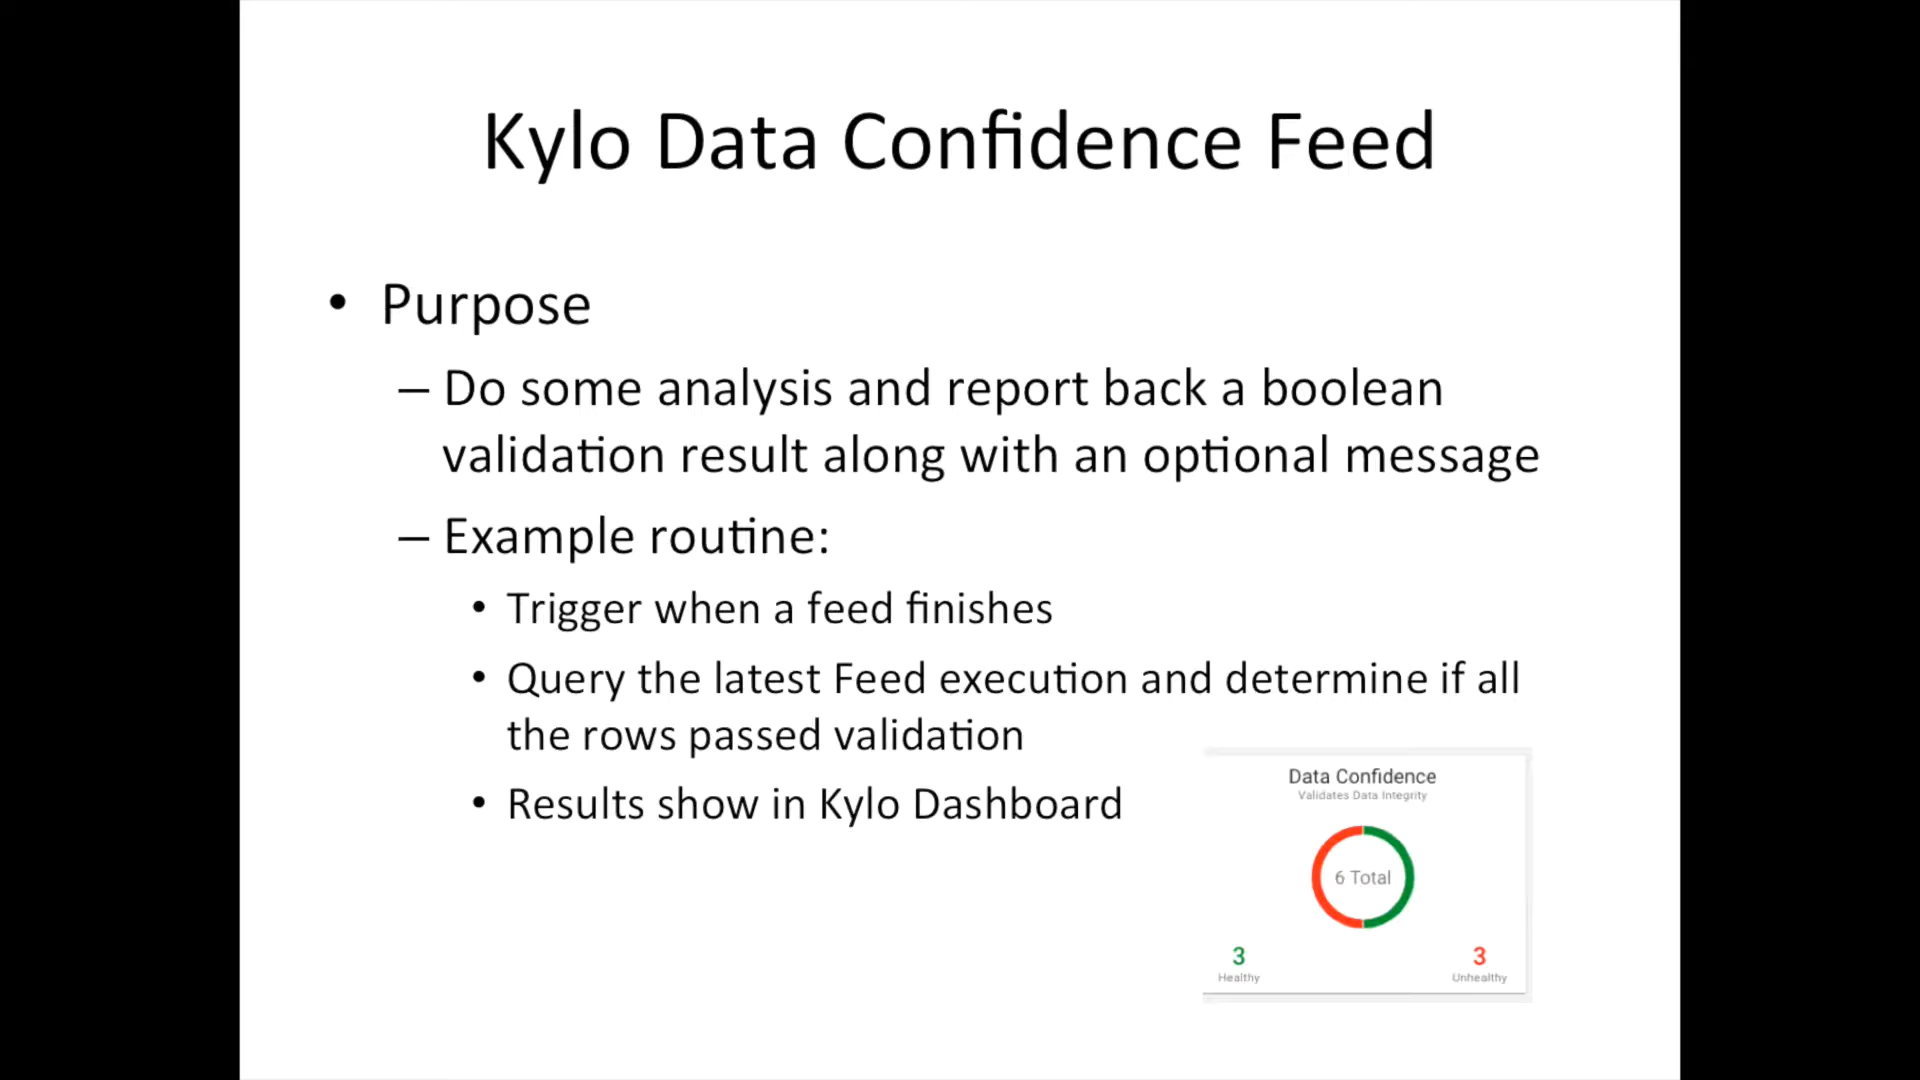 Kylo Data Confidence Feed
• Purpose
– Do some analysis and report back a boolean
validation result along with an optional message
– Example routine:
• Trigger when a feed finishes
• Query the latest Feed execution and determine if all
the rows passed validation
• Results show in Kylo Dashboard
Data Confidence
Validates Data Integrity
6 Total
3 3
Healthy Unhealthy